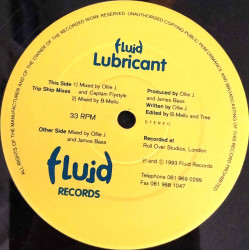 ALL RIGHTS OF THE MANUFACTURER AND OF THE OWNER OF THE RECORDED WORK RESERVED. UNAUTHORISED COPYING PUBLIC PERFORMANCE AND BROADCASTING OF THIS RECORD PROHIBITED.
fluid
Lubricant
This Side 1) Mixed by Ollie J.
Trip Ship Mixes and Captain Flystyle
2) Mixed by B-Mello
Produced by Ollie J.
and James Bass
Written by Ollie J.
Edited by B-Mello and Tree
33 RPM
STEREO
Other Side Mixed by Ollie J.
and James Bass
Recorded at
Roll Over Studios, London
fluid
RECORDS
℗ and © 1993 Fluid Records
Telephone 081 969 0299
Fax 081 968 1047